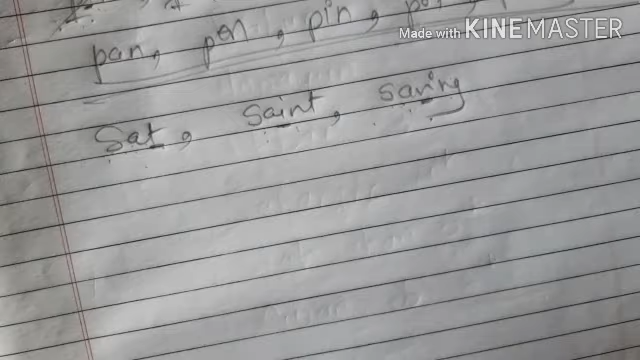 Made with KINEMASTER
pan, pen, pin,
Sat, saint, saving